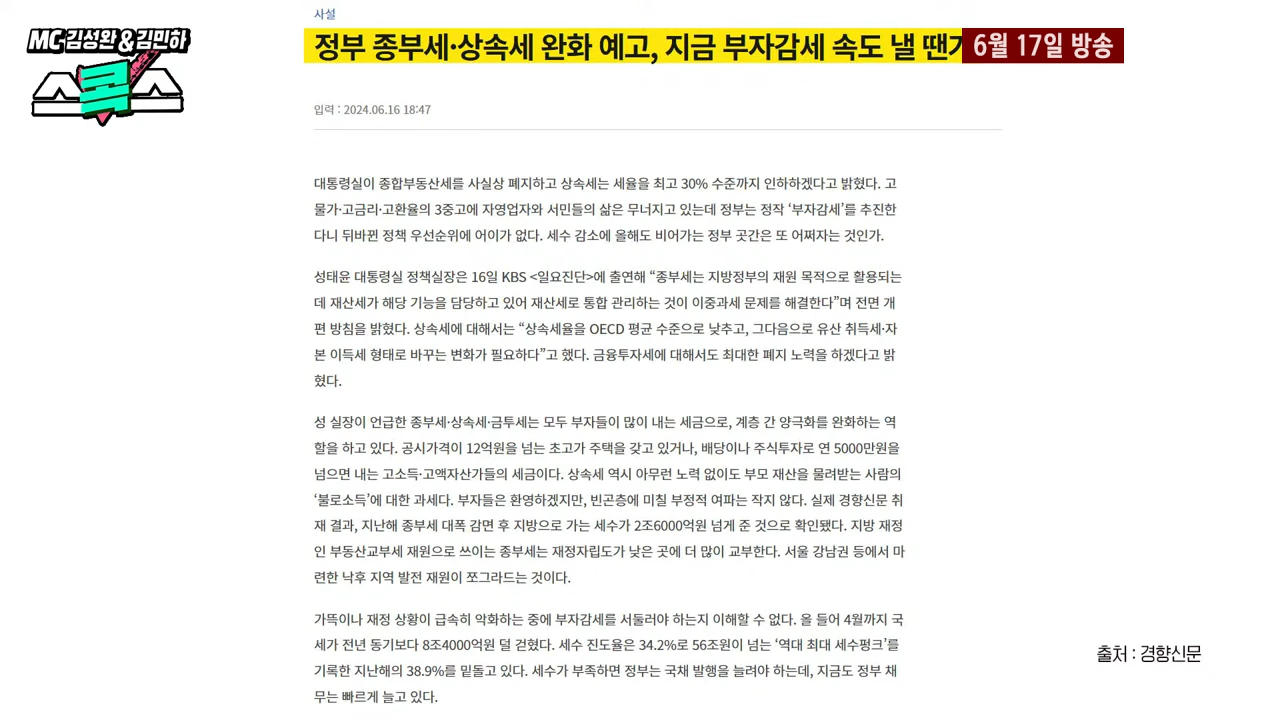 사설
MC 김성완&김민하
콕
정부 종부세·상속세 완화 예고, 지금 부자감세 속도 낼 땐가
6월 17일 방송
입력 : 2024.06.16 18:47
대통령실이 종합부동산세를 사실상 폐지하고 상속세는 세율을 최고 30% 수준까지 인하하겠다고 밝혔다. 고
물가·고금리·고환율의 3중고에 자영업자와 서민들의 삶은 무너지고 있는데 정부는 정작 ‘부자감세’를 추진한
다니 뒤바뀐 정책 우선순위에 어이가 없다. 세수 감소에 올해도 비어가는 정부 곳간은 또 어쩌자는 것인가.
성태윤 대통령실 정책실장은 16일 KBS <일요진단>에 출연해 “종부세는 지방정부의 재원 목적으로 활용되는
데 재산세가 해당 기능을 담당하고 있어 재산세로 통합 관리하는 것이 이중과세 문제를 해결한다”며 전면 개
편 방침을 밝혔다. 상속세에 대해서는 “상속세율을 OECD 평균 수준으로 낮추고, 그다음으로 유산 취득세·자
본 이득세 형태로 바꾸는 변화가 필요하다”고 했다. 금융투자세에 대해서도 최대한 폐지 노력을 하겠다고 밝
혔다.
성 실장이 언급한 종부세·상속세·금투세는 모두 부자들이 많이 내는 세금으로, 계층 간 양극화를 완화하는 역
할을 하고 있다. 공시가격이 12억원을 넘는 초고가 주택을 갖고 있거나, 배당이나 주식투자로 연 5000만원을
넘으면 내는 고소득·고액자산가들의 세금이다. 상속세 역시 아무런 노력 없이도 부모 재산을 물려받는 사람의
‘불로소득’에 대한 과세다. 부자들은 환영하겠지만, 빈곤층에 미칠 부정적 여파는 작지 않다. 실제 경향신문 취
재 결과, 지난해 종부세 대폭 감면 후 지방으로 가는 세수가 2조6000억원 넘게 준 것으로 확인됐다. 지방 재정
인 부동산교부세 재원으로 쓰이는 종부세는 재정자립도가 낮은 곳에 더 많이 교부한다. 서울 강남권 등에서 마
련한 낙후 지역 발전 재원이 쪼그라드는 것이다.
가뜩이나 재정 상황이 급속히 악화하는 중에 부자감세를 서둘러야 하는지 이해할 수 없다. 올 들어 4월까지 국
세가 전년 동기보다 8조4000억원 덜 걷혔다. 세수 진도율은 34.2%로 56조원이 넘는 ‘역대 최대 세수펑크’를
기록한 지난해의 38.9%를 밑돌고 있다. 세수가 부족하면 정부는 국채 발행을 늘려야 하는데, 지금도 정부 채
무는 빠르게 늘고 있다.
출처 : 경향신문